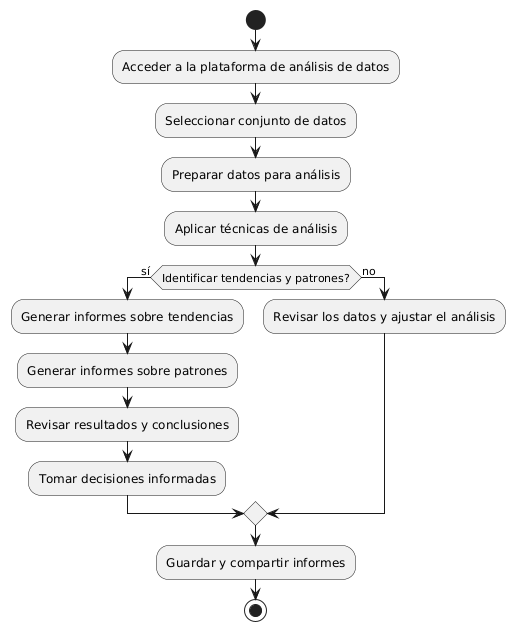 Acceder a la plataforma de análisis de datos
Seleccionar conjunto de datos
Preparar datos para análisis
Aplicar técnicas de análisis
sí
Identificar tendencias y patrones?
no
Generar informes sobre tendencias
Revisar los datos y ajustar el análisis
Generar informes sobre patrones
Revisar resultados y conclusiones
Tomar decisiones informadas
Guardar y compartir informes